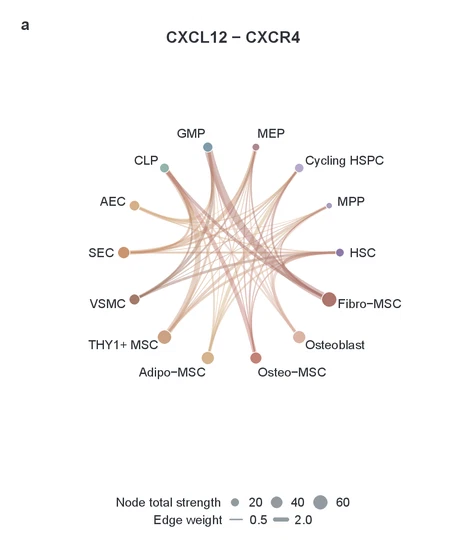 a
CXCL12 − CXCR4
GMP
MEP
CLP
Cycling HSPC
AEC
MPP
SEC
HSC
VSMC
Fibro−MSC
THY1+ MSC
Osteoblast
Adipo−MSC
Osteo−MSC
Node total strength 20 40 60
Edge weight 0.5 2.0